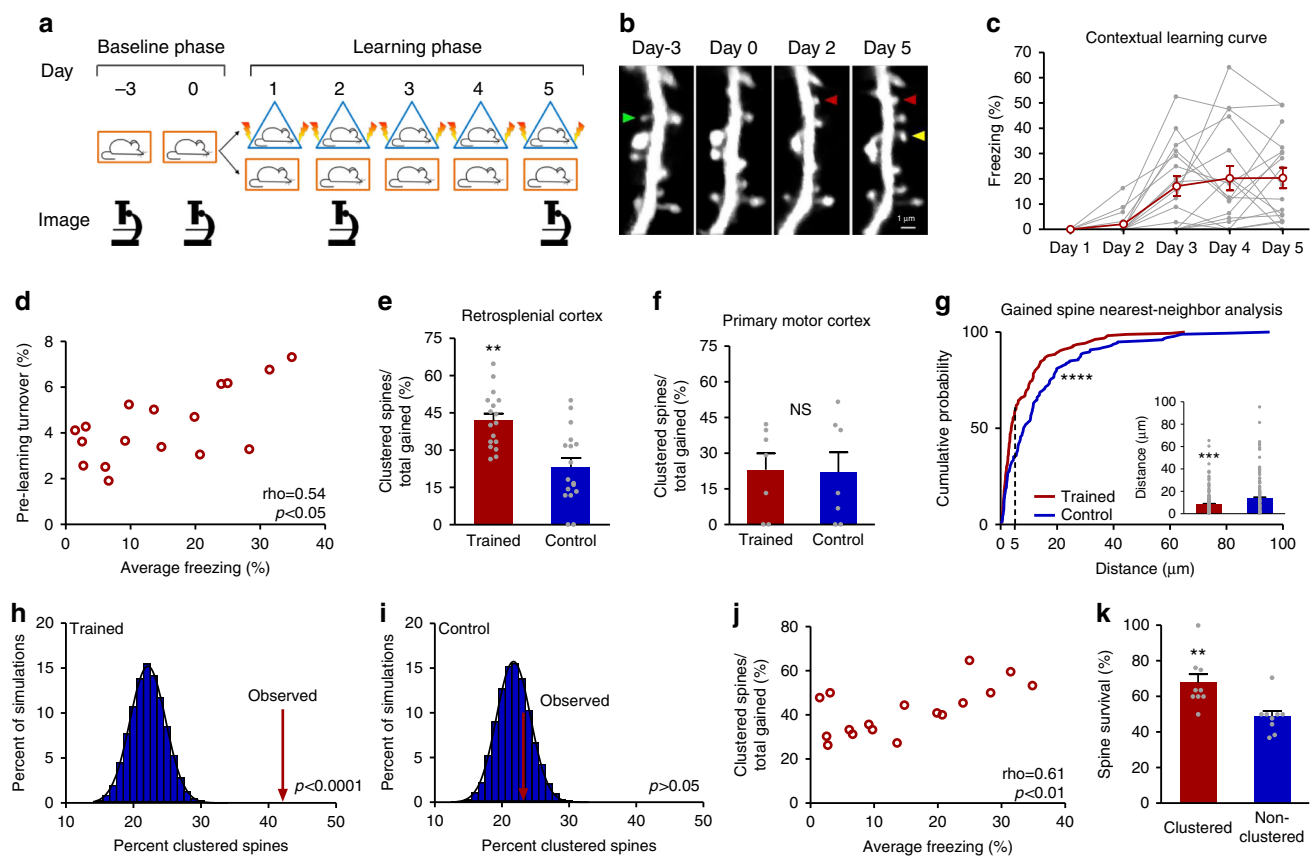 a
Baseline phase
Learning phase
Day
–3
0
1
2
3
4
5
Image
b
Day-3
Day 0
Day 2
Day 5
1 μm
c
Contextual learning curve
Freezing (%)
70
60
50
40
30
20
10
0
Day 1
Day 2
Day 3
Day 4
Day 5
d
Pre-learning turnover (%)
8
6
4
2
0
rho=0.54
p<0.05
0
10
20
30
40
Average freezing (%)
e
Retrosplenial cortex
Clustered spines/
total gained (%)
75
60
45
30
15
0
**
Trained
Control
f
Primary motor cortex
Clustered spines/
total gained (%)
75
60
45
30
15
0
NS
Trained
Control
g
Gained spine nearest-neighbor analysis
Cumulative probability
100
50
0
****
Trained
Control
Distance (μm)
100
80
60
40
20
0
***
0
5
20
40
60
80
100
Distance (μm)
h
Trained
Percent of simulations
20
15
10
5
0
Observed
p<0.0001
10
20
30
40
50
Percent clustered spines
i
Control
Percent of simulations
20
15
10
5
0
Observed
p>0.05
10
20
30
40
50
Percent clustered spines
j
Clustered spines/
total gained (%)
80
60
40
20
0
rho=0.61
p<0.01
0
10
20
30
40
Average freezing (%)
k
Spine survival (%)
100
80
60
40
20
0
**
Clustered
Non-
clustered